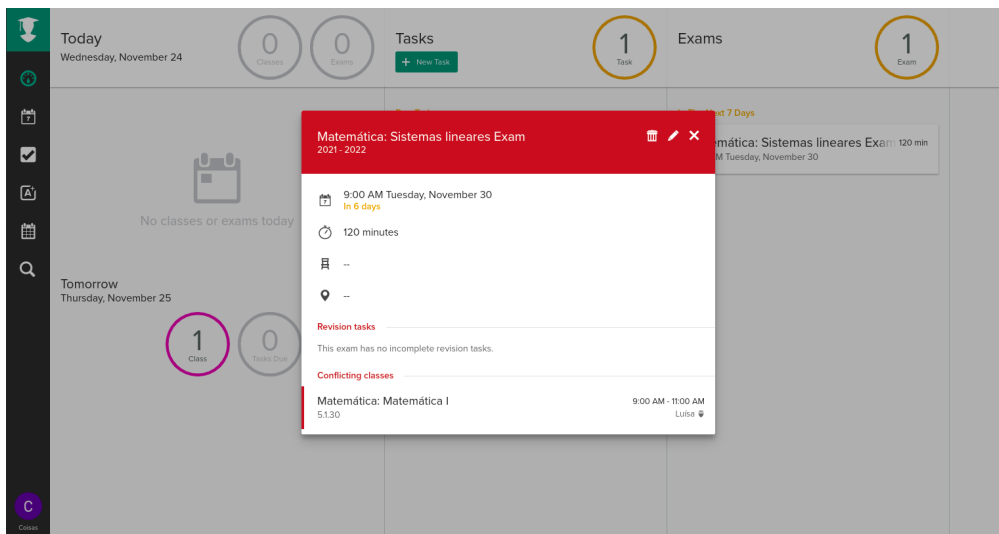 Today
Wednesday, November 24
0
Classes
0
Exams
Tasks
+ New Task
1
Task
Exams
1
Exam
Next 7 Days
Matemática: Sistemas lineares Exam
2021 - 2022
mática: Sistemas lineares Exam
120 min
M Tuesday, November 30
9:00 AM Tuesday, November 30
In 6 days
120 minutes
--
--
Revision tasks
This exam has no incomplete revision tasks.
Conflicting classes
Matemática: Matemática I
9:00 AM - 11:00 AM
5.1.30
Luísa
No classes or exams today
Tomorrow
Thursday, November 25
1
Class
0
Tasks Due
C
Coisas